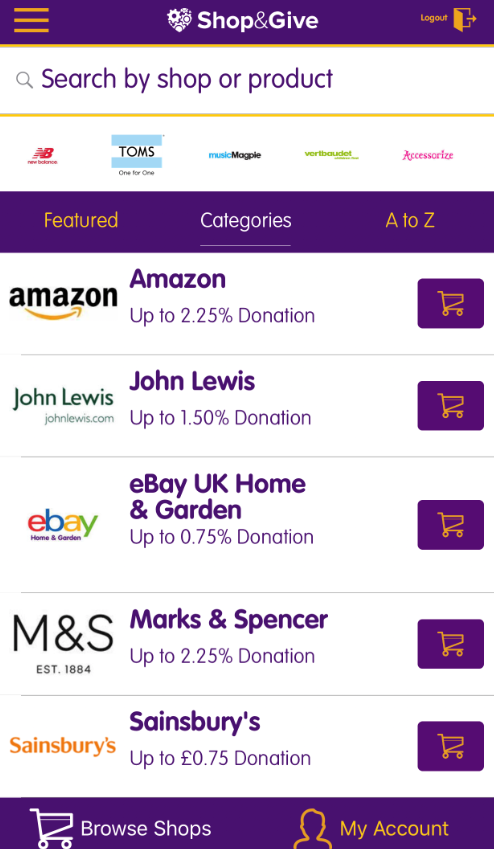 Shop&Give
Logout
Search by shop or product
new balance
TOMS
One for One
musicMagpie
vertbaudet
Accessorize
Featured
Categories
A to Z
amazon
Amazon
Up to 2.25% Donation
John Lewis
johnlewis.com
John Lewis
Up to 1.50% Donation
ebay
Home & Garden
eBay UK Home
& Garden
Up to 0.75% Donation
M&S
EST. 1884
Marks & Spencer
Up to 2.25% Donation
Sainsbury's
Sainsbury's
Up to £0.75 Donation
Browse Shops
My Account